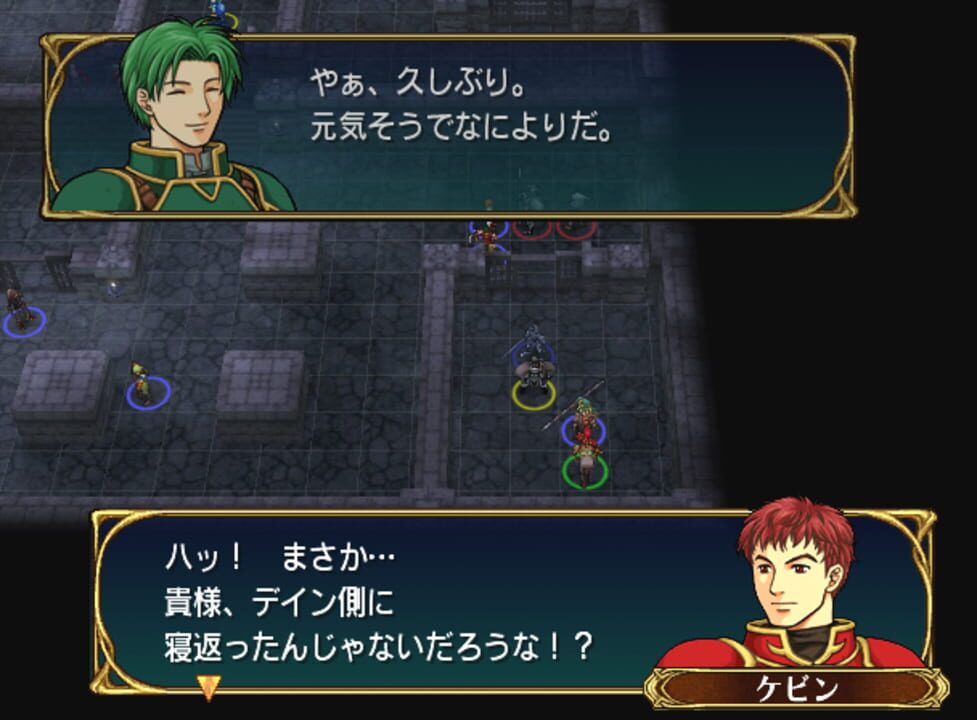 やぁ、久しぶり。
元気そうでなによりだ。
ハッ！　まさか…
貴様、デイン側に
寝返ったんじゃないだろうな！？
ケビン